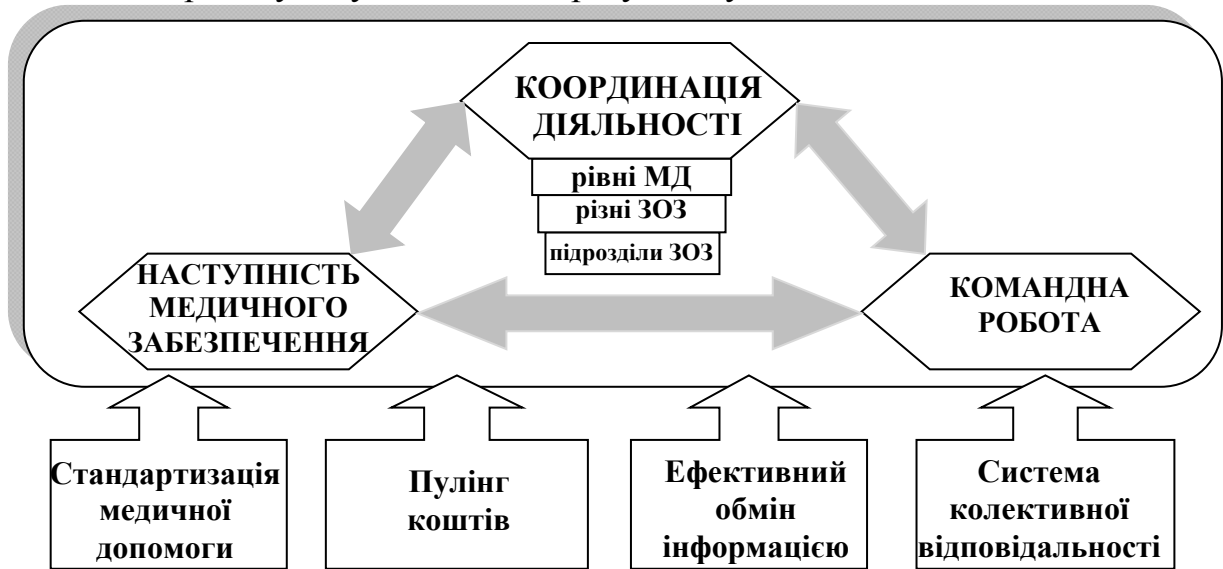 КООРДИНАЦІЯ
ДІЯЛЬНОСТІ
рівні МД
різні ЗОЗ
підрозділи ЗОЗ
НАСТУПНІСТЬ
МЕДИЧНОГО
ЗАБЕЗПЕЧЕННЯ
КОМАНДНА
РОБОТА
Стандартизація
медичної
допомоги
Пулінг
коштів
Ефективний
обмін
інформацією
Система
колективної
відповідальності